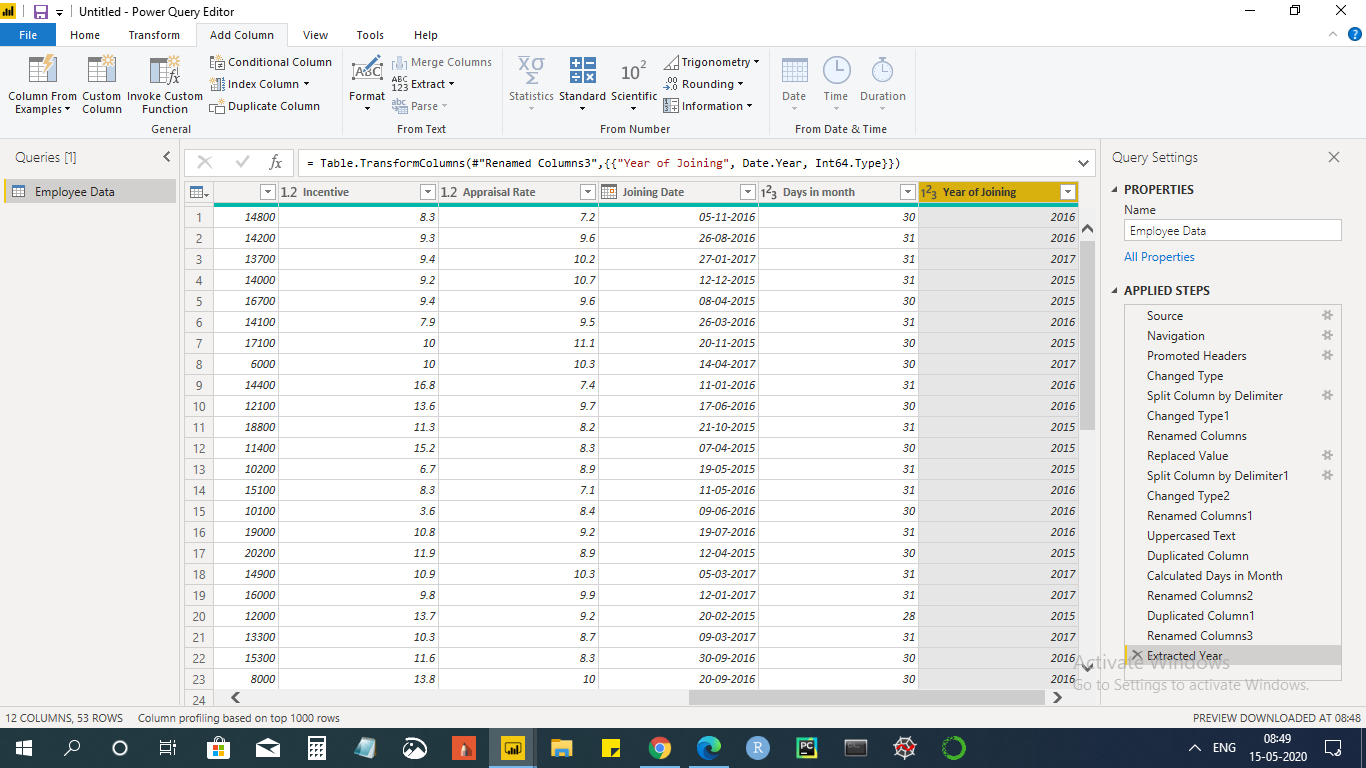 Untitled - Power Query Editor
File Home Transform Add Column View Tools Help
Column From Examples
Custom Column
Invoke Custom Function
Conditional Column
Index Column
Duplicate Column
General
ABC Format
Merge Columns
ABC 123 Extract
abc Parse
From Text
Χσ Σ Statistics
Standard
10² Scientific
Trigonometry
.00 Rounding
Information
From Number
Date
Time
Duration
From Date & Time
Queries [1]
Employee Data
fx = Table.TransformColumns(#"Renamed Columns3",{{"Year of Joining", Date.Year, Int64.Type}})
1.2 Incentive 1.2 Appraisal Rate Joining Date 1²3 Days in month 1²3 Year of Joining
1 14800 8.3 7.2 05-11-2016 30 2016
2 14200 9.3 9.6 26-08-2016 31 2016
3 13700 9.4 10.2 27-01-2017 31 2017
4 14000 9.2 10.7 12-12-2015 31 2015
5 16700 9.4 9.6 08-04-2015 30 2015
6 14100 7.9 9.5 26-03-2016 31 2016
7 17100 10 11.1 20-11-2015 30 2015
8 6000 10 10.3 14-04-2017 30 2017
9 14400 16.8 7.4 11-01-2016 31 2016
10 12100 13.6 9.7 17-06-2016 30 2016
11 18800 11.3 8.2 21-10-2015 31 2015
12 11400 15.2 8.3 07-04-2015 30 2015
13 10200 6.7 8.9 19-05-2015 31 2015
14 15100 8.3 7.1 11-05-2016 31 2016
15 10100 3.6 8.4 09-06-2016 30 2016
16 19000 10.8 9.2 19-07-2016 31 2016
17 20200 11.9 8.9 12-04-2015 30 2015
18 14900 10.9 10.3 05-03-2017 31 2017
19 16000 9.8 9.9 12-01-2017 31 2017
20 12000 13.7 9.2 20-02-2015 28 2015
21 13300 10.3 8.7 09-03-2017 31 2017
22 15300 11.6 8.3 30-09-2016 30 2016
23 8000 13.8 10 20-09-2016 30 2016
24
Query Settings
PROPERTIES
Name
Employee Data
All Properties
APPLIED STEPS
Source
Navigation
Promoted Headers
Changed Type
Split Column by Delimiter
Changed Type1
Renamed Columns
Replaced Value
Split Column by Delimiter1
Changed Type2
Renamed Columns1
Uppercased Text
Duplicated Column
Calculated Days in Month
Renamed Columns2
Duplicated Column1
Renamed Columns3
Extracted Year
Activate Windows
Go to Settings to activate Windows.
12 COLUMNS, 53 ROWS Column profiling based on top 1000 rows PREVIEW DOWNLOADED AT 08:48
R PC ENG 08:49
15-05-2020